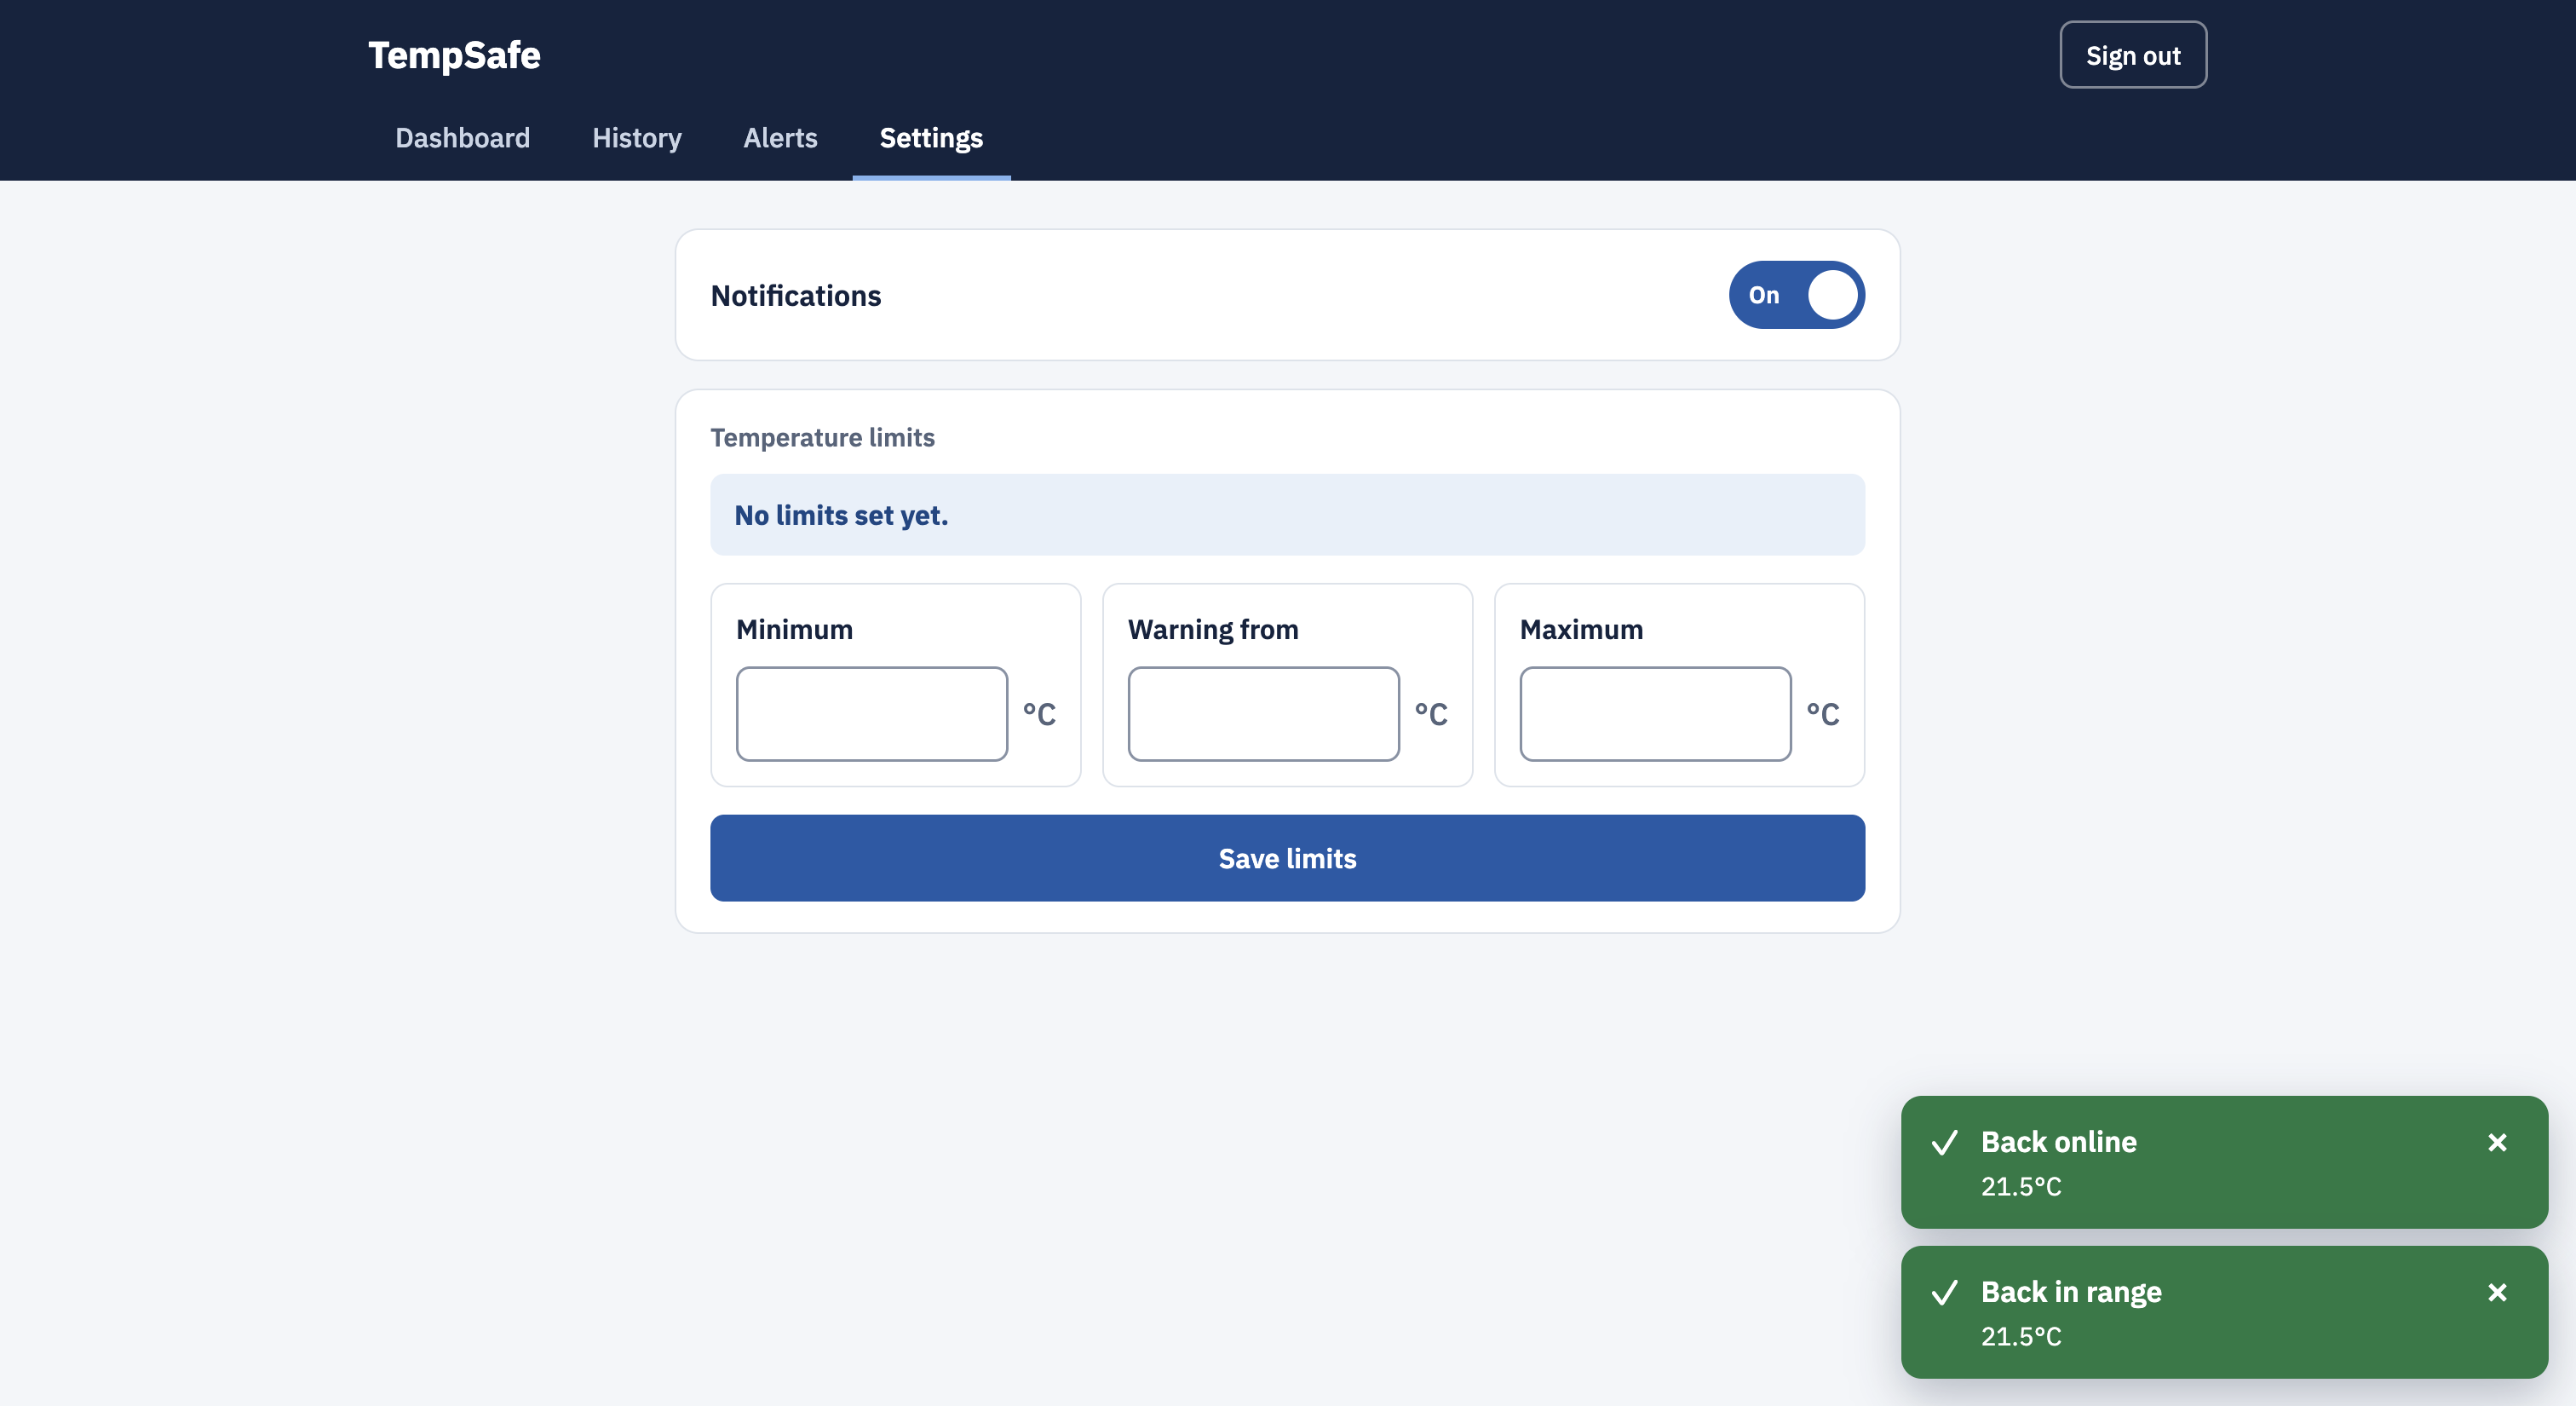 TempSafe
Sign out
Dashboard History Alerts Settings
Notifications
On
Temperature limits
No limits set yet.
Minimum
Warning from
Maximum
°C
°C
°C
Save limits
Back online
21.5°C
Back in range
21.5°C